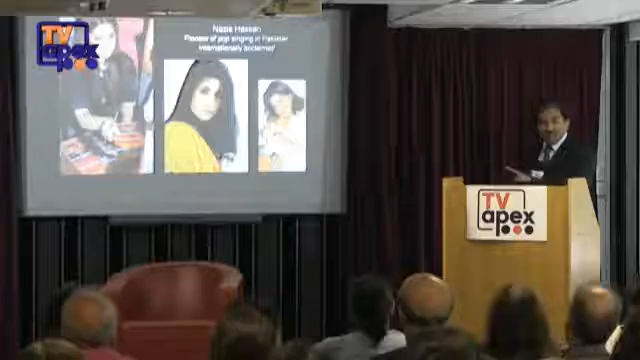 TV
apex
Nazia Hassan
Pioneer of pop singing in Pakistan
internationally acclaimed
TV
apex